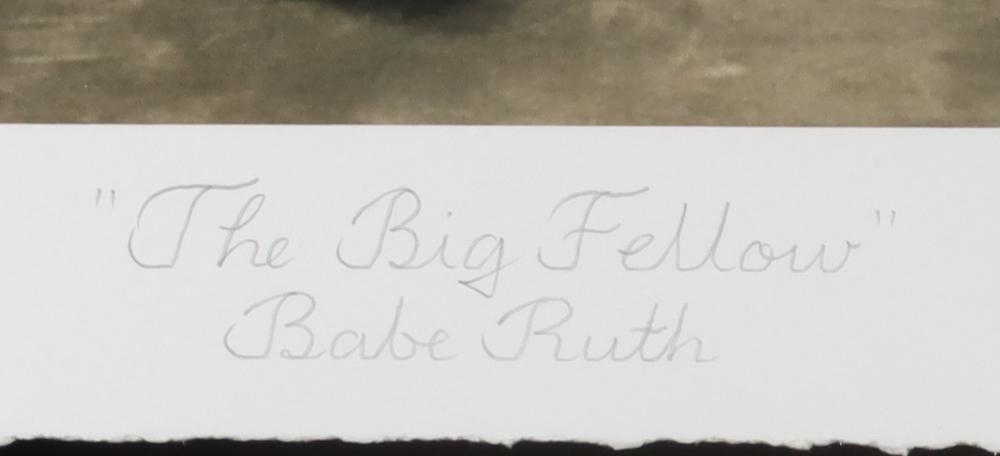 "The Big Fellow"
Babe Ruth